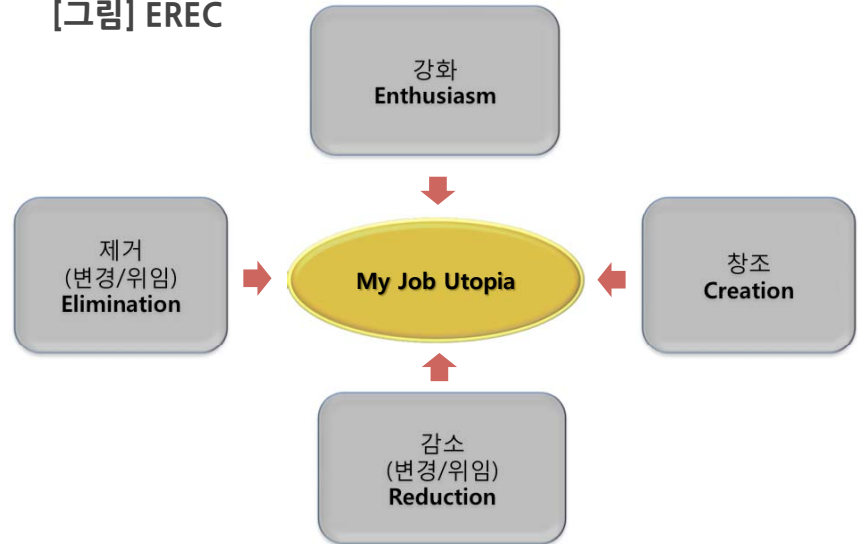 [그림] EREC
강화
Enthusiasm
제거
(변경/위임)
Elimination
My Job Utopia
창조
Creation
감소
(변경/위임)
Reduction